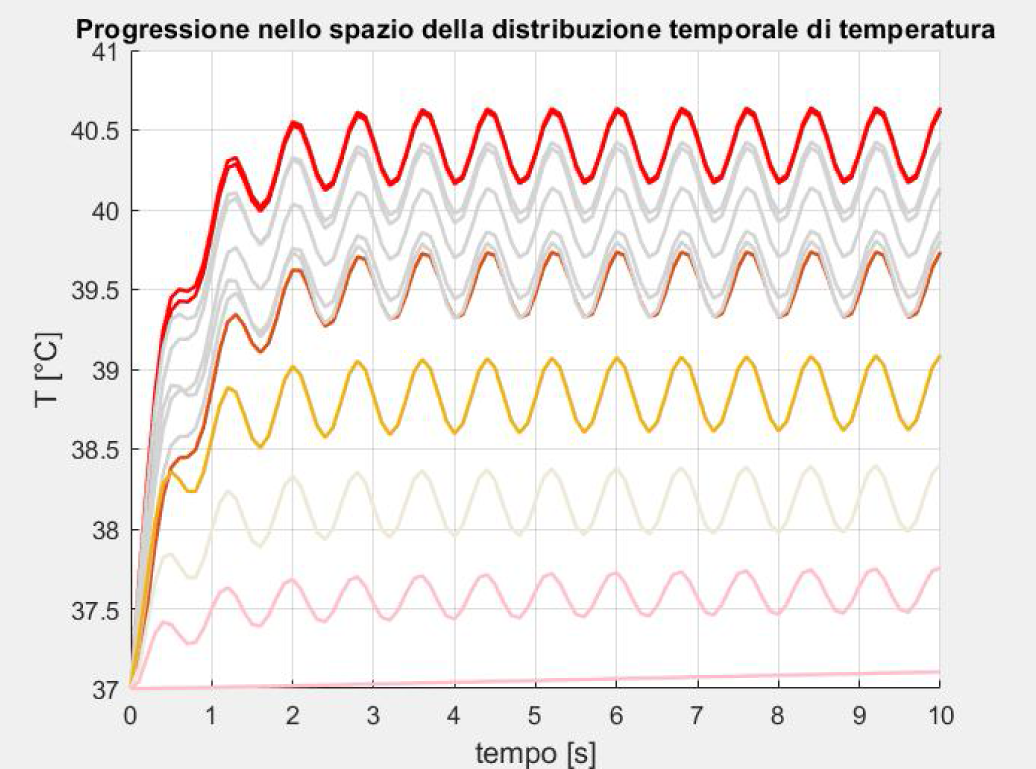 Progressione nello spazio della distribuzione temporale di temperatura
41
40.5
40
39.5
39
38.5
38
37.5
37
T [°C]
0 1 2 3 4 5 6 7 8 9 10
tempo [s]